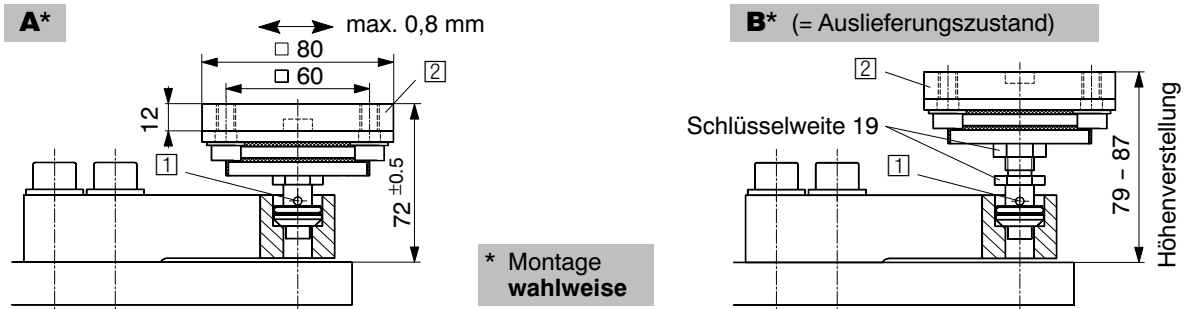 A*
max. 0,8 mm
□ 80
□ 60
2
12
1
72 ±0.5
* Montage
wahlweise
B* (= Auslieferungszustand)
2
Schlüsselweite 19
1
79 - 87
Höhenverstellung